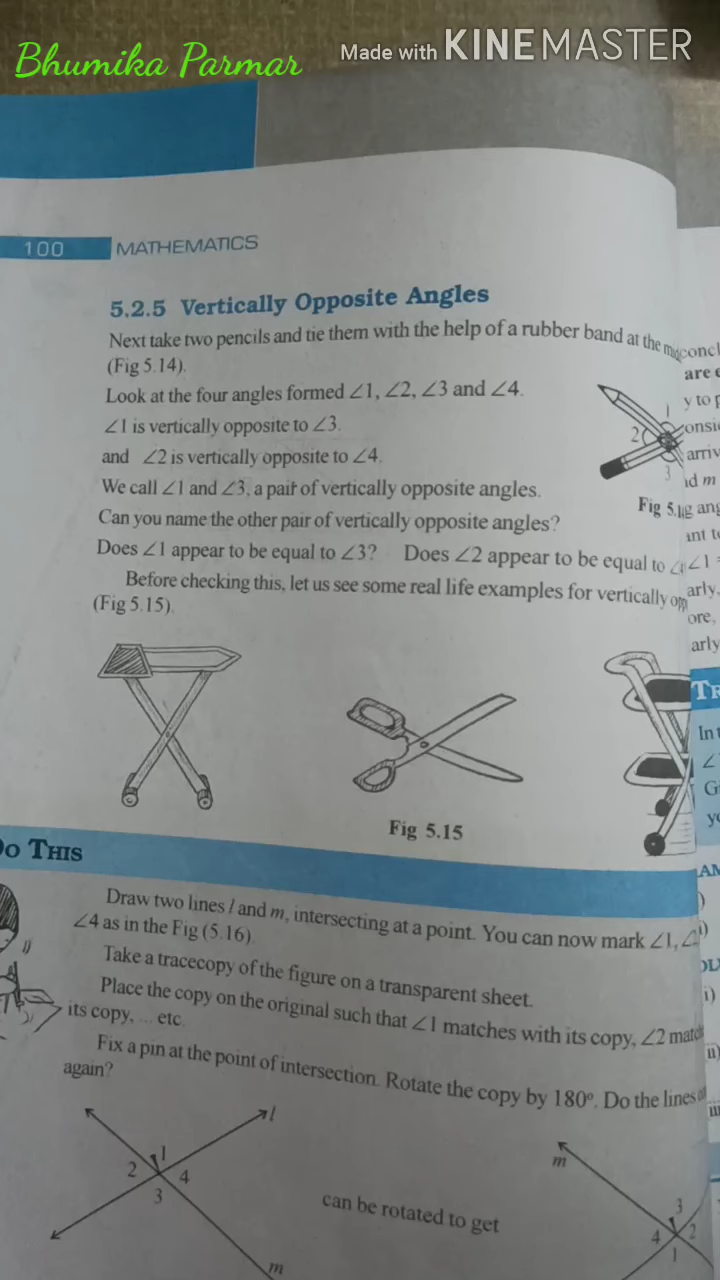 Bhumika Parmar
Made with KINEMASTER
100 MATHEMATICS
5.2.5 Vertically Opposite Angles
Next take two pencils and tie them with the help of a rubber band at the
(Fig 5.14).
Look at the four angles formed ∠1, ∠2, ∠3 and ∠4.
∠1 is vertically opposite to ∠3.
and ∠2 is vertically opposite to ∠4.
We call ∠1 and ∠3, a pair of vertically opposite angles.
Can you name the other pair of vertically opposite angles?
Does ∠1 appear to be equal to ∠3? Does ∠2 appear to be equal to
Before checking this, let us see some real life examples for vertically
(Fig 5.15).
1
2
3
Fig 5.
Fig 5.15
DO THIS
Draw two lines l and m, intersecting at a point. You can now mark ∠1,
∠4 as in the Fig (5.16).
Take a tracecopy of the figure on a transparent sheet.
Place the copy on the original such that ∠1 matches with its copy, ∠2
its copy, ... etc.
Fix a pin at the point of intersection. Rotate the copy by 180°. Do the lines
again?
l
1
2
4
3
m
can be rotated to get
m
3
4
2
1
are
y to
In
∠
i)